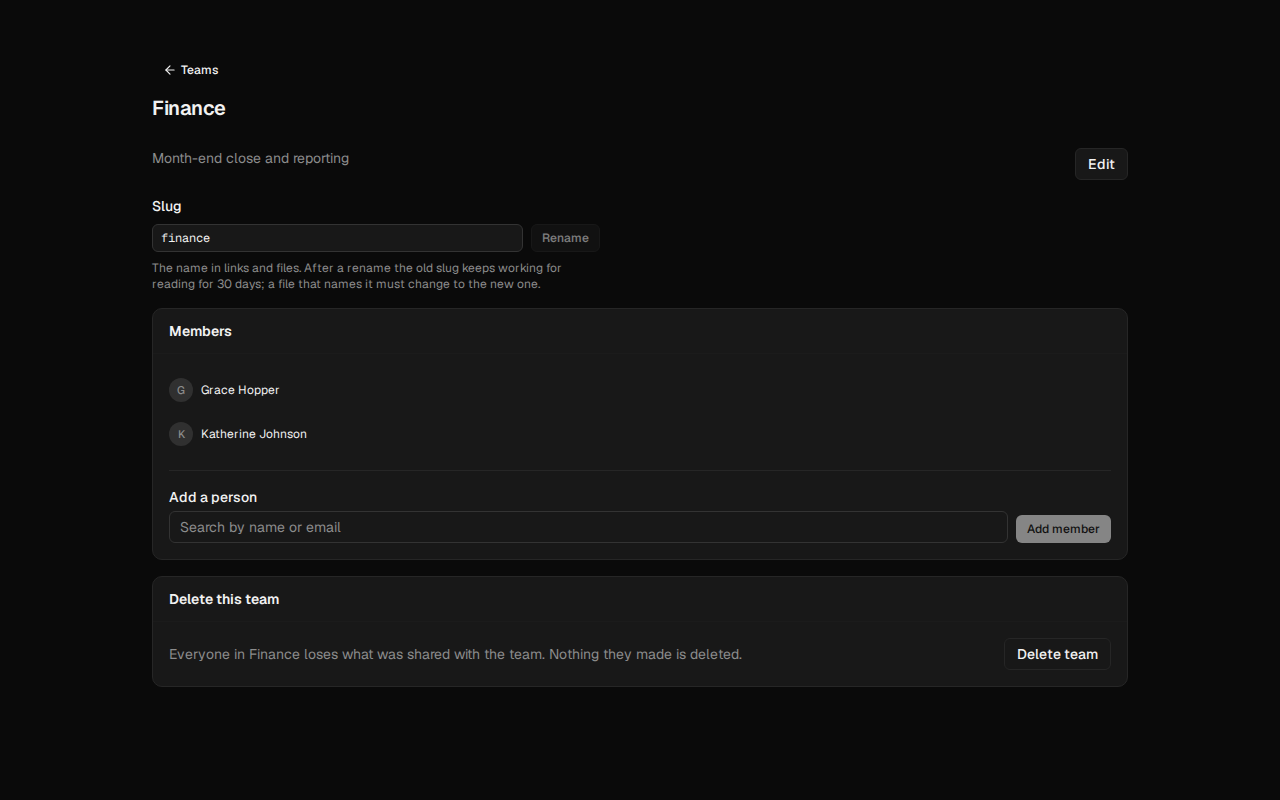 Teams
Finance
Month-end close and reporting
Edit
Slug
finance
Rename
The name in links and files. After a rename the old slug keeps working for
reading for 30 days; a file that names it must change to the new one.
Members
G
Grace Hopper
K
Katherine Johnson
Add a person
Search by name or email
Add member
Delete this team
Everyone in Finance loses what was shared with the team. Nothing they made is deleted.
Delete team